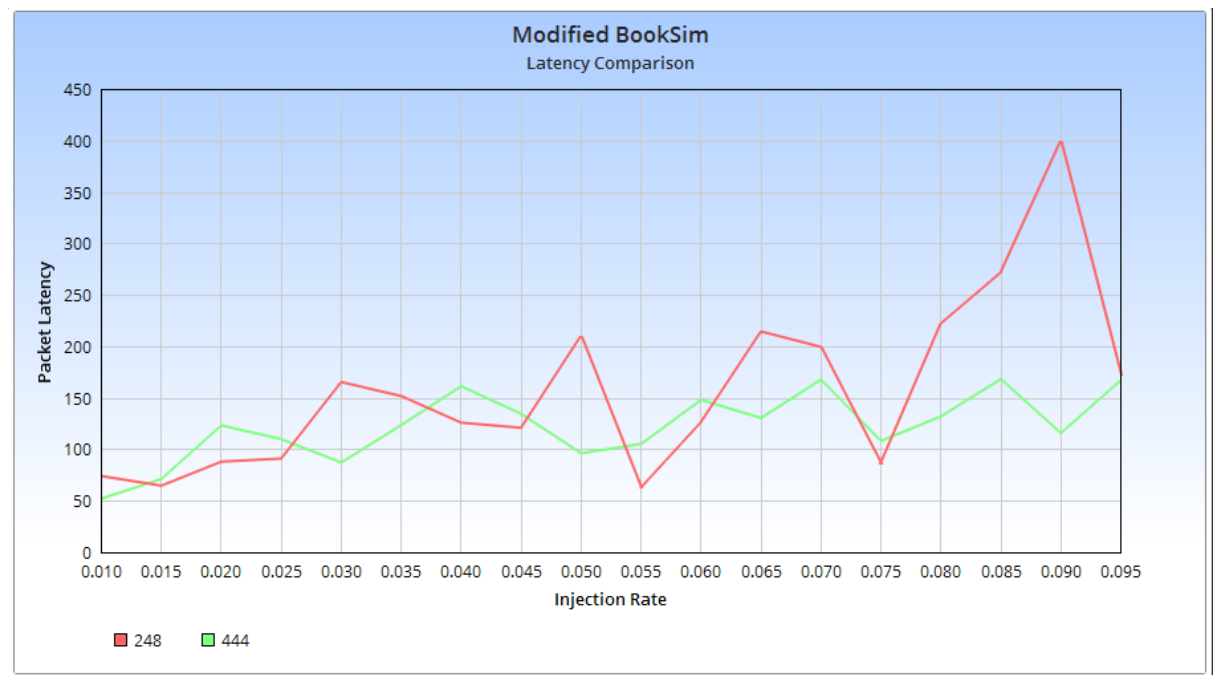 Modified BookSim
Latency Comparison
450
400
350
300
250
200
150
100
50
0
Packet Latency
0.010 0.015 0.020 0.025 0.030 0.035 0.040 0.045 0.050 0.055 0.060 0.065 0.070 0.075 0.080 0.085 0.090 0.095
Injection Rate
248 444